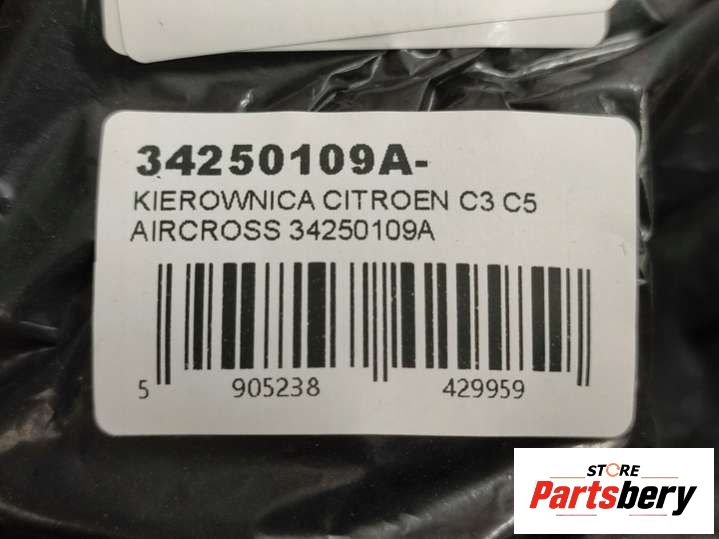 34250109A-
KIEROWNICA CITROEN C3 C5
AIRCROSS 34250109A
5 905238 429959
STORE
Partsbery